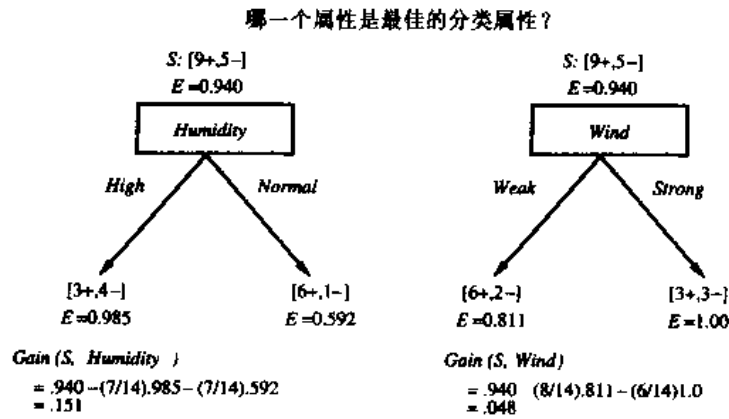 哪一个属性是最佳的分类属性？
S: [9+,5−]
E =0.940
Humidity
High
Normal
[3+,4−]
E =0.985
[6+,1−]
E =0.592
Gain (S, Humidity )
= .940 −(7/14).985 − (7/14).592
= .151
S: [9+,5−]
E =0.940
Wind
Weak
Strong
[6+,2−]
E =0.811
[3+,3−]
E =1.00
Gain (S, Wind)
= .940 (8/14).811 − (6/14)1.0
= .048